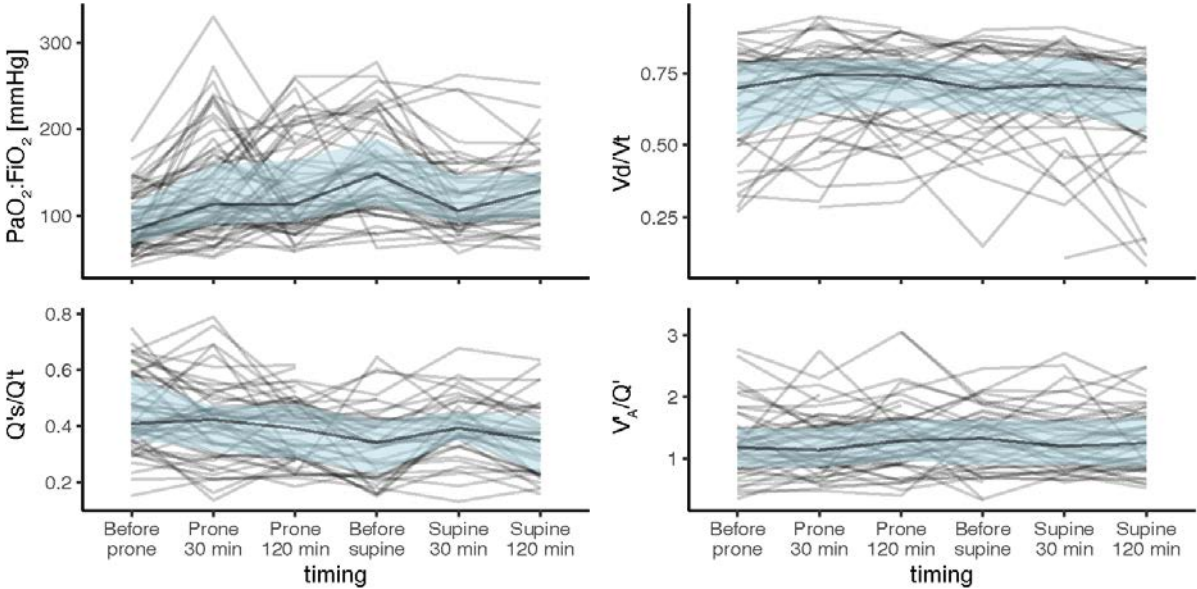 PaO2:FiO2 [mmHg]
300
200
100
Vd/Vt
0.75
0.50
0.25
Q's/Q't
0.8
0.6
0.4
0.2
V'A/Q'
3
2
1
Before prone
Prone 30 min
Prone 120 min
Before supine
Supine 30 min
Supine 120 min
timing
Before prone
Prone 30 min
Prone 120 min
Before supine
Supine 30 min
Supine 120 min
timing